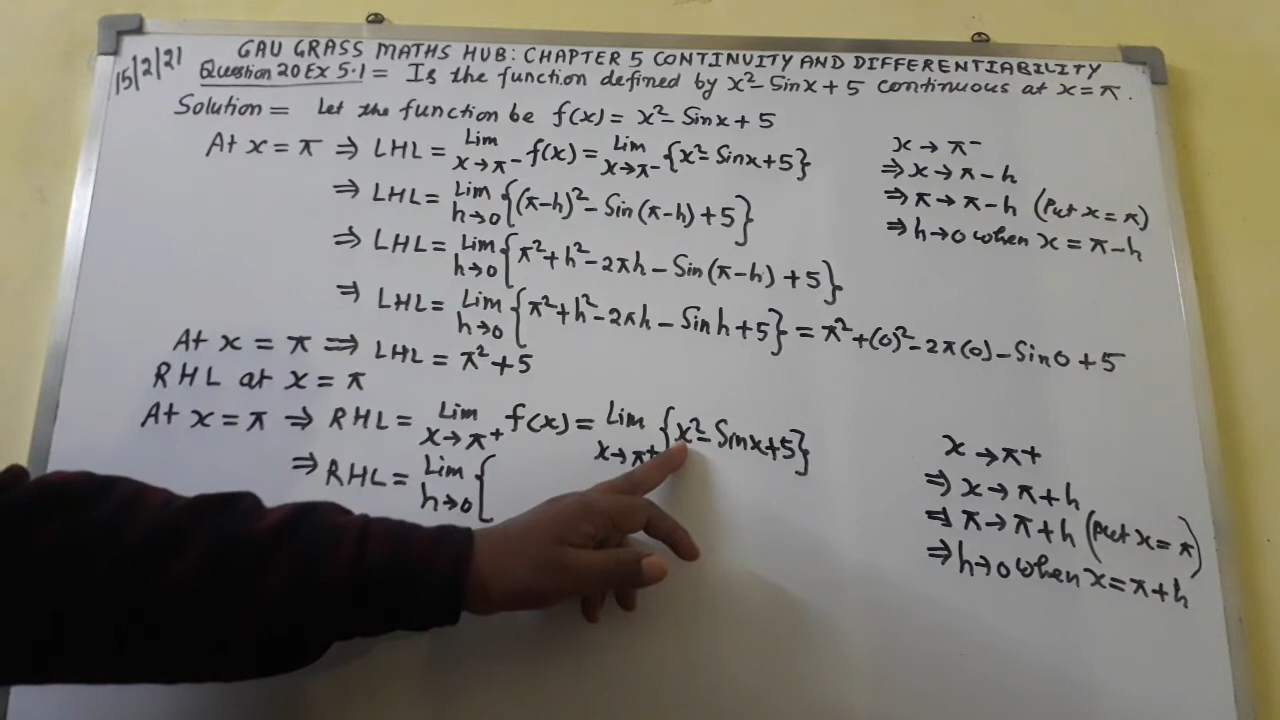 15/2/21
GAU GRASS MATHS HUB: CHAPTER 5 CONTINUITY AND DIFFERENTIABILITY
Question 20 Ex 5.1 = Is the function defined by x²- Sinx + 5 continuous at x = π.
Solution = Let the function be f(x) = x²- Sinx + 5
At x = π ⇒ LHL = Lim x→π⁻ f(x) = Lim x→π⁻ {x²- Sinx+5}
⇒ LHL = Lim h→0 {(π-h)² - Sin(π-h) + 5}
⇒ LHL = Lim h→0 {π²+h²-2πh - Sin(π-h) + 5}
⇒ LHL = Lim h→0 {π²+h²-2πh - Sinh + 5} = π²+(0)²-2π(0) - Sin0 + 5
At x = π ⇒ LHL = π²+5
x → π⁻
⇒ x → π-h
⇒ π → π-h (Put x = π)
⇒ h→0 when x = π-h
RHL at x = π
At x = π ⇒ RHL = Lim x→π⁺ f(x) = Lim x→π⁺ {x²- Sinx+5}
⇒ RHL = Lim h→0 {
x → π⁺
⇒ x → π+h
⇒ π → π+h (Put x = π)
⇒ h→0 when x = π+h